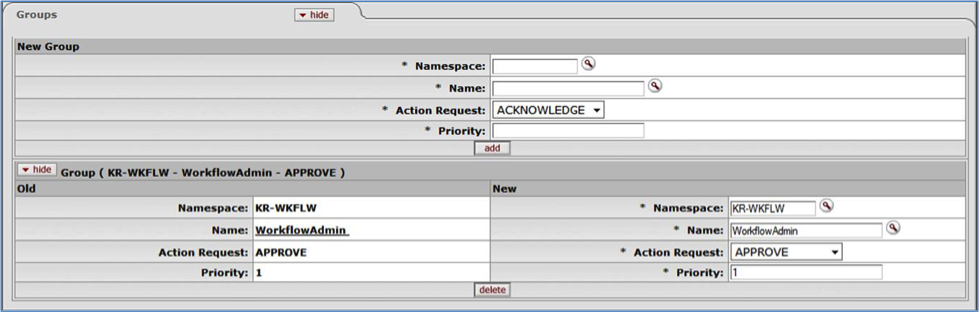 Groups hide
New Group
* Namespace:
* Name:
* Action Request: ACKNOWLEDGE
* Priority:
add
hide Group ( KR-WKFLW - WorkflowAdmin - APPROVE )
Old New
Namespace: KR-WKFLW * Namespace: KR-WKFLW
Name: WorkflowAdmin * Name: WorkflowAdmin
Action Request: APPROVE * Action Request: APPROVE
Priority: 1 * Priority: 1
delete